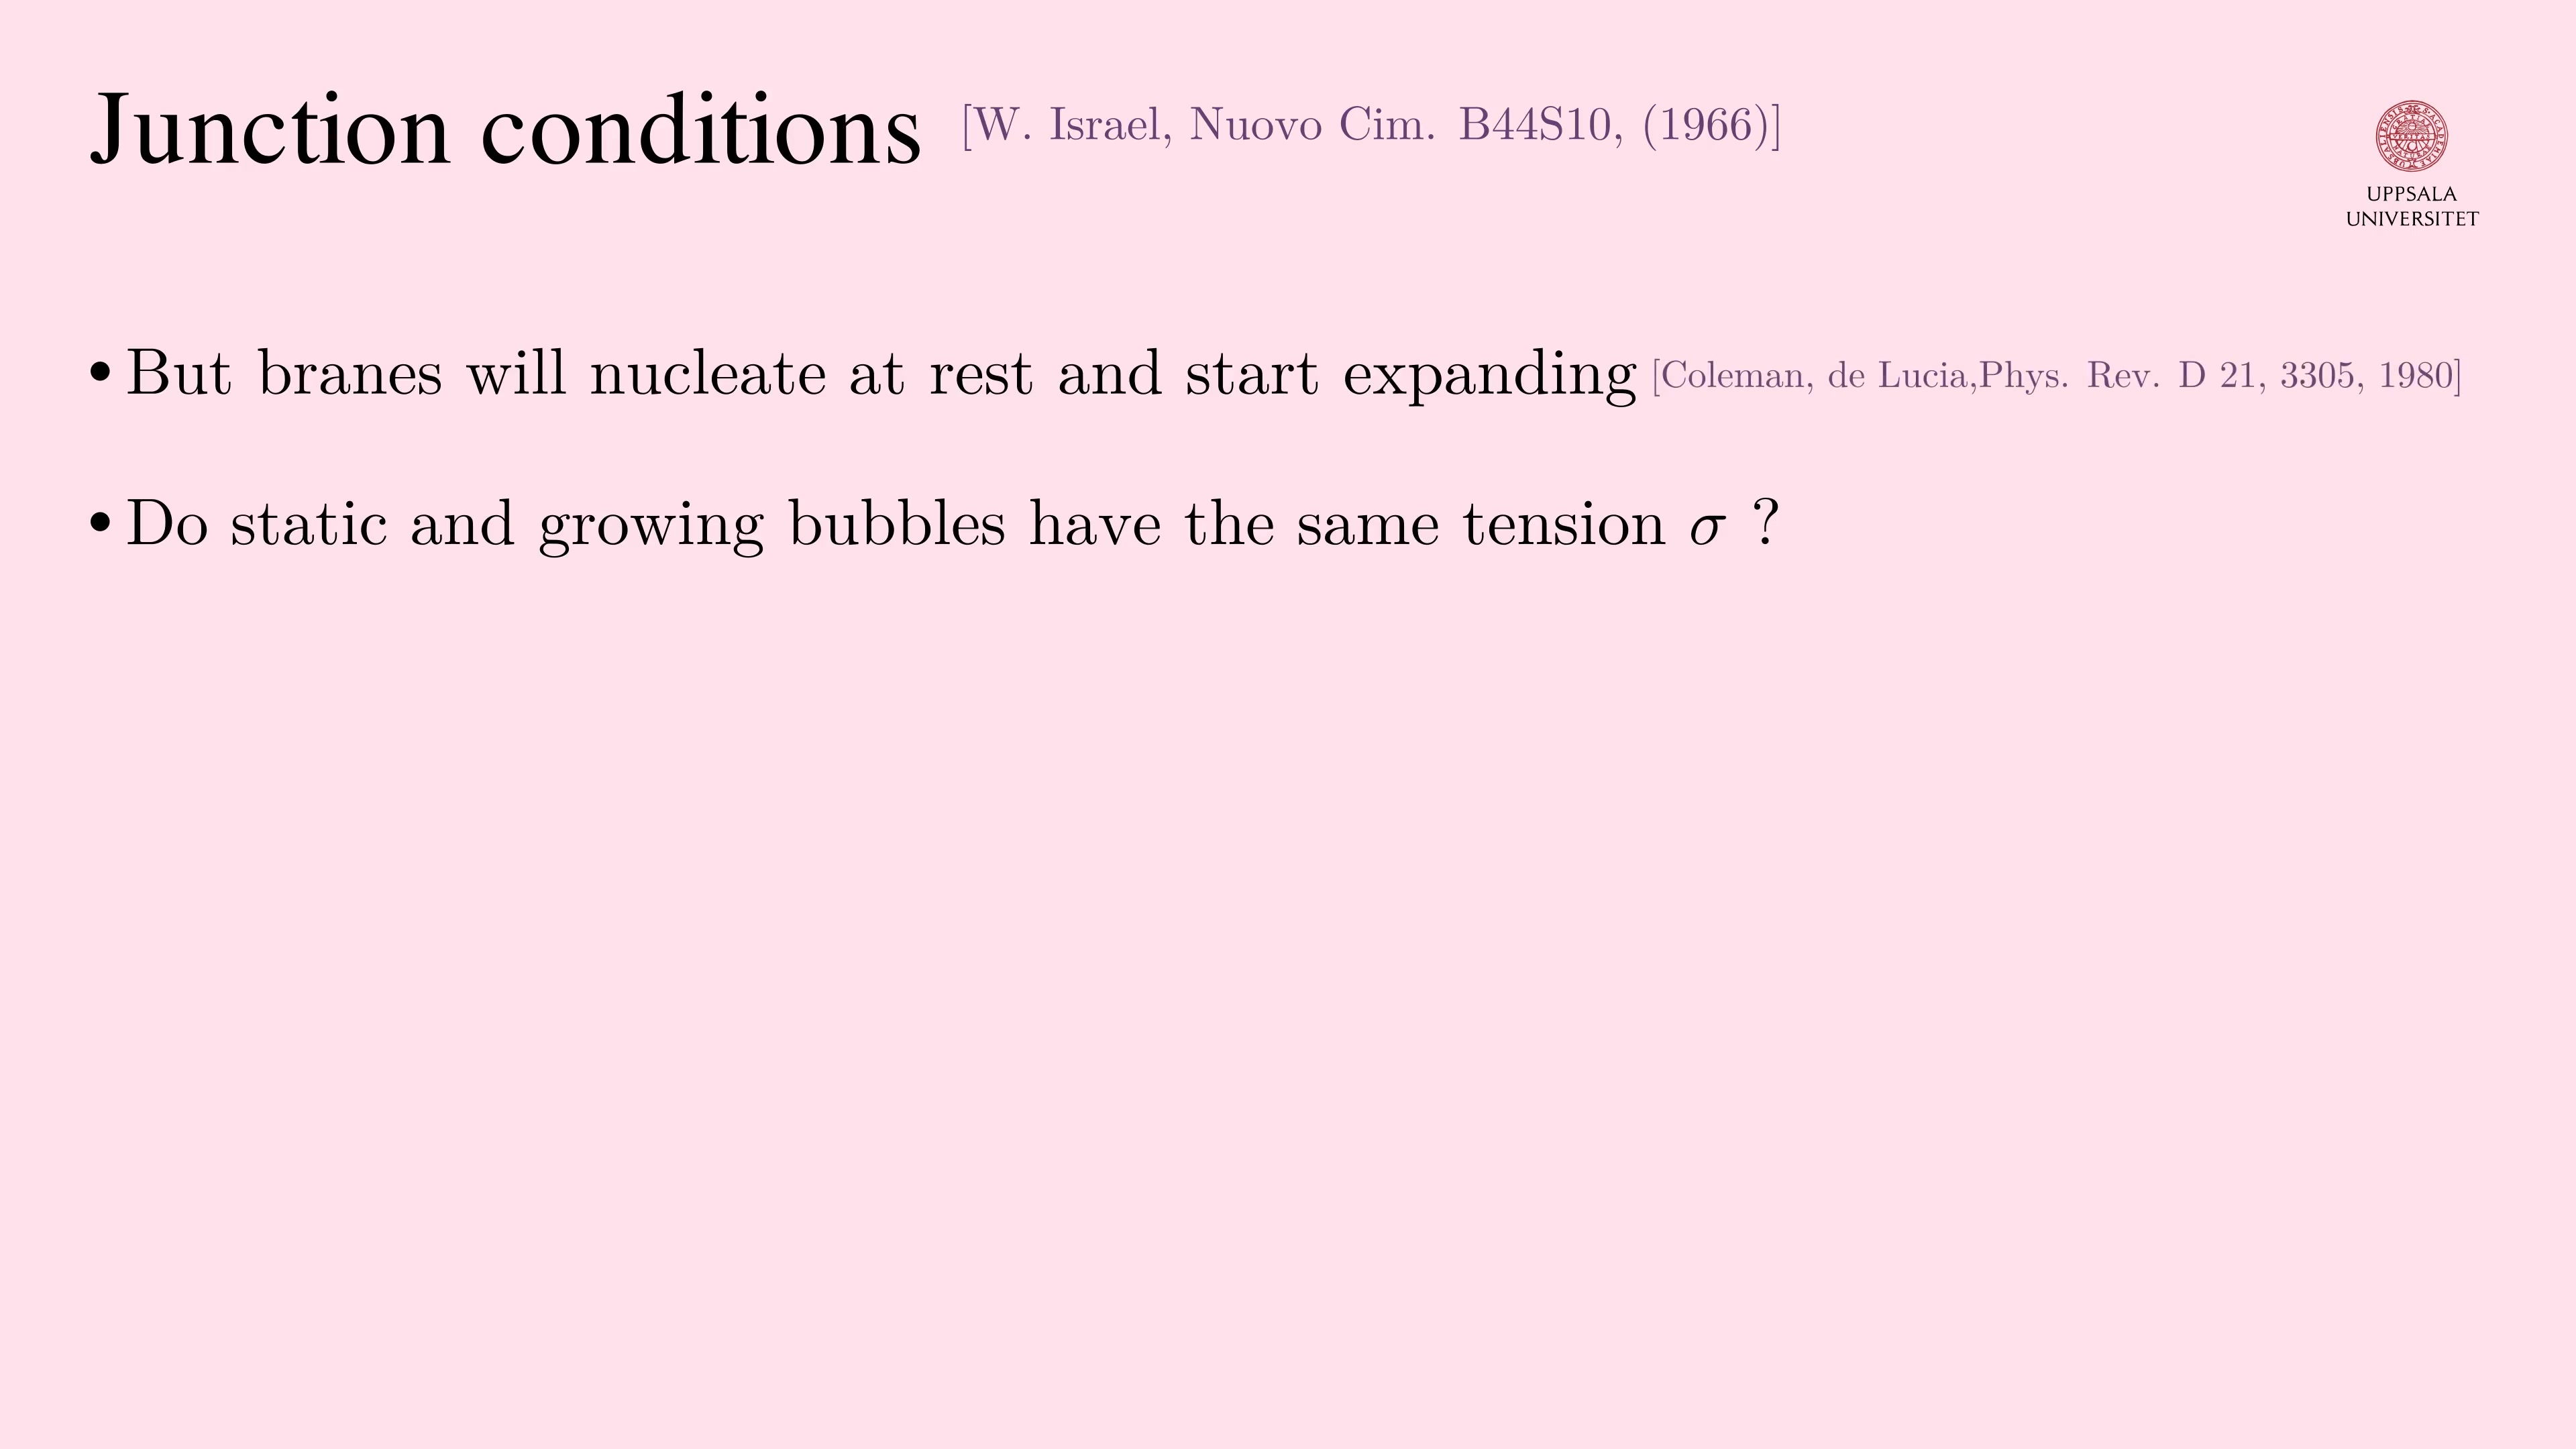 Junction conditions [W. Israel, Nuovo Cim. B44S10, (1966)]
UPPSALA
UNIVERSITET
• But branes will nucleate at rest and start expanding [Coleman, de Lucia,Phys. Rev. D 21, 3305, 1980]
• Do static and growing bubbles have the same tension σ ?